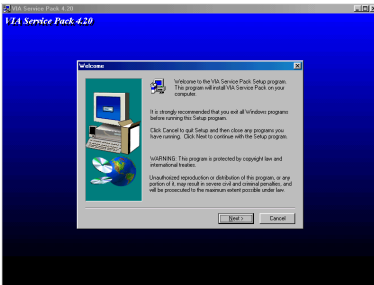 VIA Service Pack 4.20
VIA Service Pack 4.20
Welcome
Welcome to the VIA Service Pack Setup program.
This program will install VIA Service Pack on your
computer.
It is strongly recommended that you exit all Windows programs
before running this Setup program.
Click Cancel to quit Setup and then close any programs you
have running. Click Next to continue with the Setup program.
WARNING: This program is protected by copyright law and
international treaties.
Unauthorized reproduction or distribution of this program, or any
portion of it, may result in severe civil and criminal penalties, and
will be prosecuted to the maximum extent possible under law.
Next >
Cancel